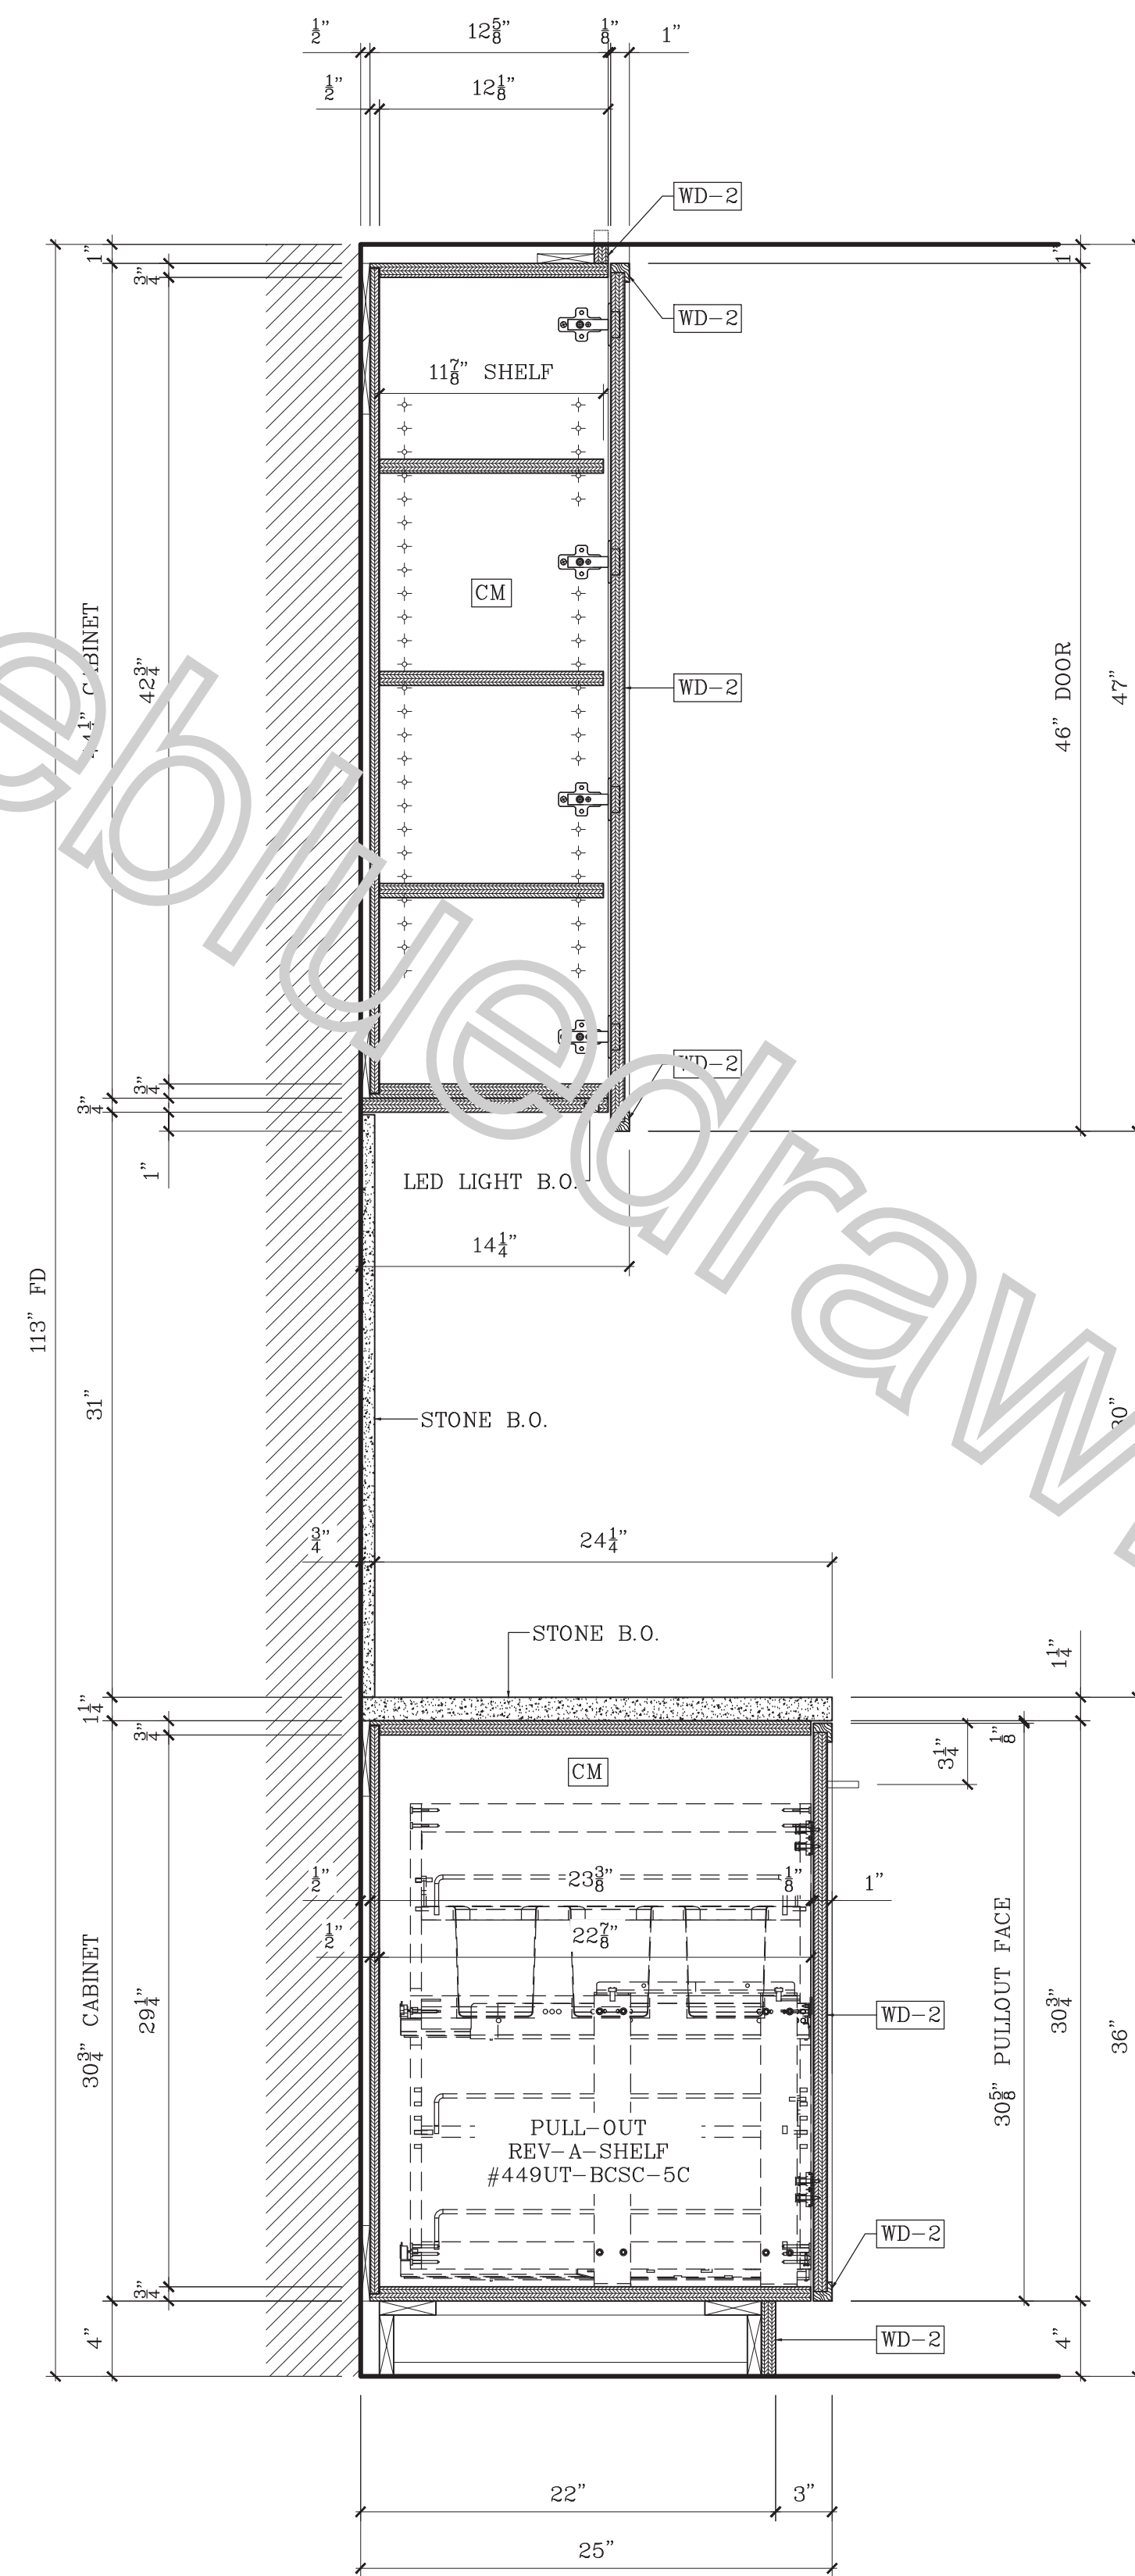 1/2" 12 5/8" 1/8" 1"
1/2" 12 1/8"
WD-2
1" 3/4" 1"
WD-2
11 7/8" SHELF
CM
CABINET
42 3/4"
WD-2
46" DOOR
47"
3/4" 3/4"
WD-2
1"
LED LIGHT B.O.
14 1/4"
113" FD
31"
STONE B.O.
3/4" 24 1/4"
STONE B.O.
1 1/4"
1 1/4" 3/4"
1/8"
3 1/4"
CM
1/2" 23 3/8" 1/8" 1"
1/2" 22 7/8"
30 3/4" CABINET
29 1/4"
WD-2
30 5/8" PULLOUT FACE
30 3/4"
36"
PULL-OUT
REV-A-SHELF
#449UT-BCSC-5C
WD-2
3/4"
4"
WD-2
4"
22" 3"
25"
ebluedraw